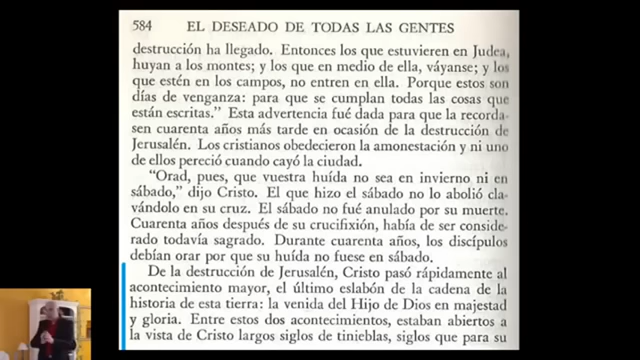 584 EL DESEADO DE TODAS LAS GENTES
destrucción ha llegado. Entonces los que estuvieren en Judea,
huyan a los montes; y los que en medio de ella, váyanse; y los
que estén en los campos, no entren en ella. Porque estos son
días de venganza: para que se cumplan todas las cosas que
están escritas.” Esta advertencia fué dada para que la recorda-
sen cuarenta años más tarde en ocasión de la destrucción de
Jerusalén. Los cristianos obedecieron la amonestación y ni uno
de ellos pereció cuando cayó la ciudad.
“Orad, pues, que vuestra huída no sea en invierno ni en
sábado,” dijo Cristo. El que hizo el sábado no lo abolió cla-
vándolo en su cruz. El sábado no fué anulado por su muerte.
Cuarenta años después de su crucifixión, había de ser conside-
rado todavía sagrado. Durante cuarenta años, los discípulos
debían orar por que su huída no fuese en sábado.
De la destrucción de Jerusalén, Cristo pasó rápidamente al
acontecimiento mayor, el último eslabón de la cadena de la
historia de esta tierra: la venida del Hijo de Dios en majestad
y gloria. Entre estos dos acontecimientos, estaban abiertos a
la vista de Cristo largos siglos de tinieblas, siglos que para su